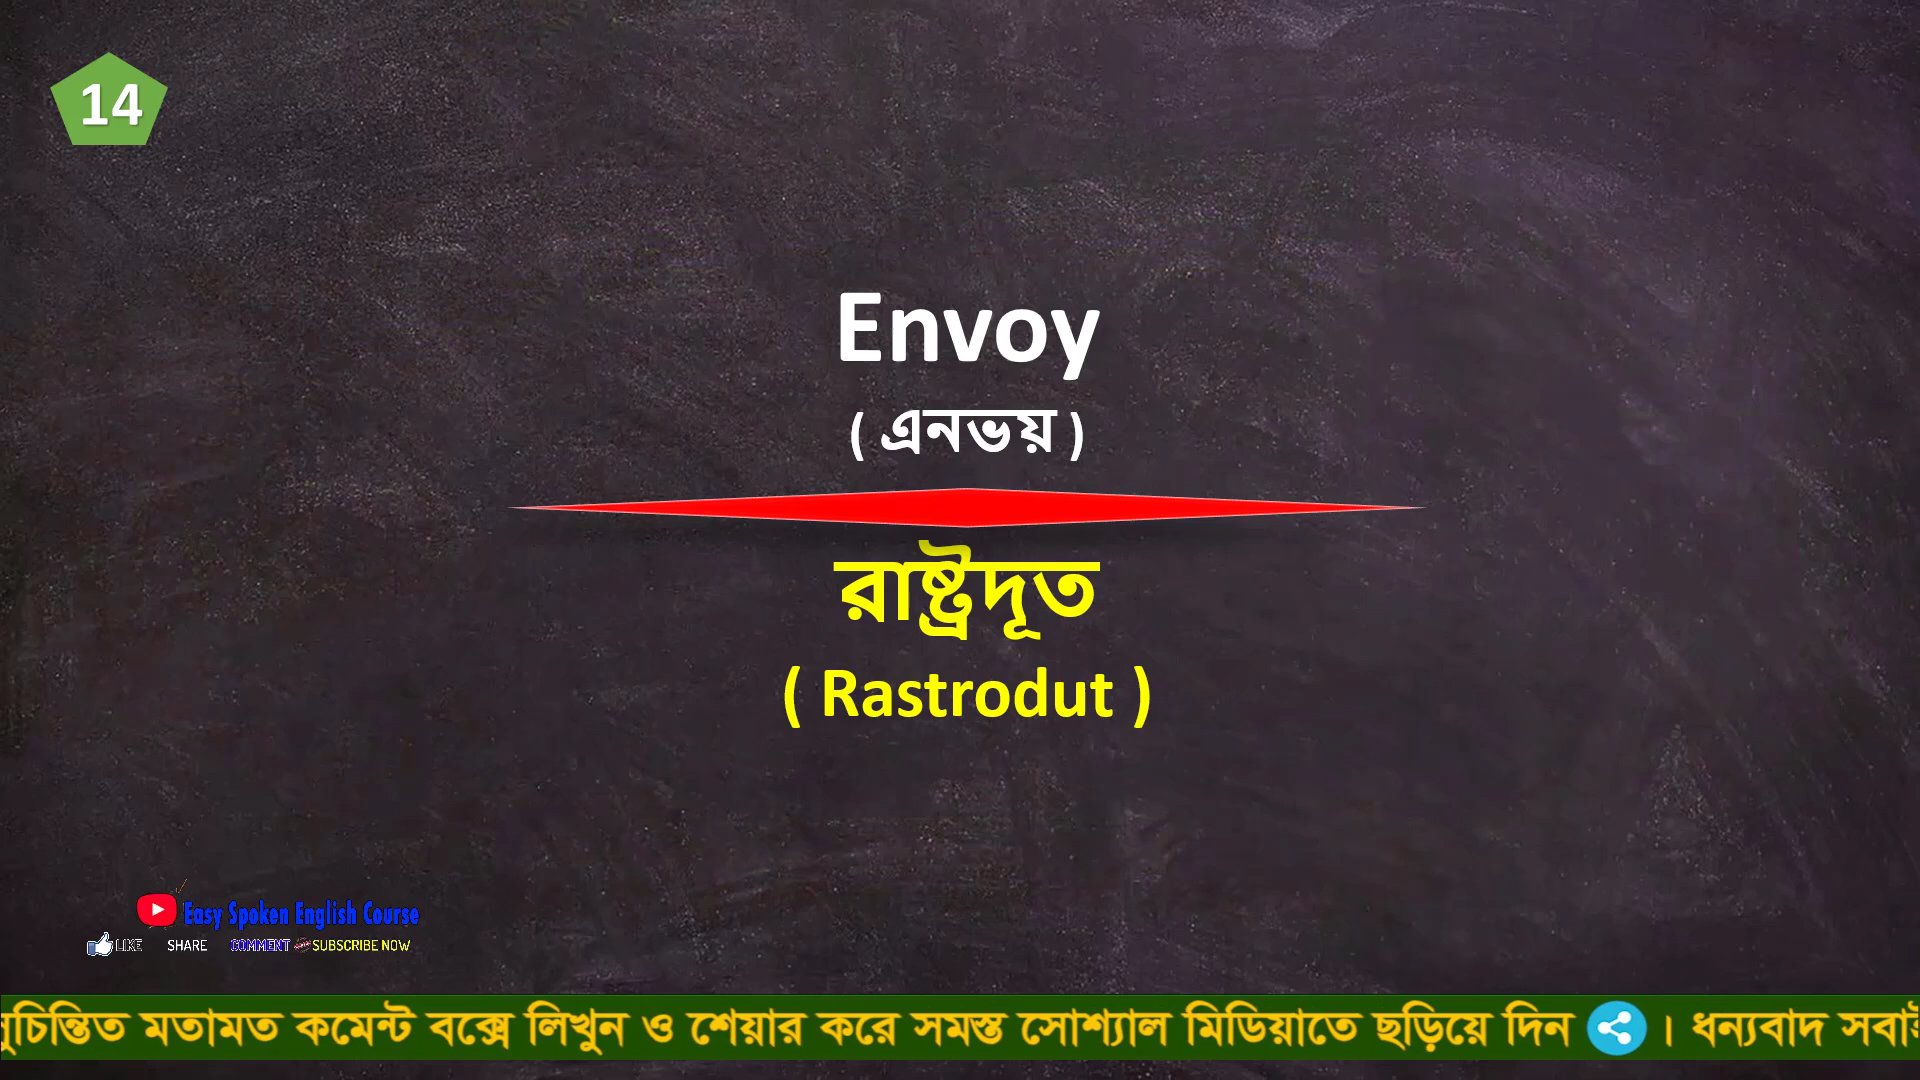 14
Envoy
( এনভয় )
রাষ্ট্রদূত
( Rastrodut )
Easy Spoken English Course
LIKE SHARE COMMENT SUBSCRIBE NOW
মতামত কমেন্ট বক্সে লিখুন ও শেয়ার করে সমস্ত সোশ্যাল মিডিয়াতে ছড়িয়ে দিন । ধন্যবাদ